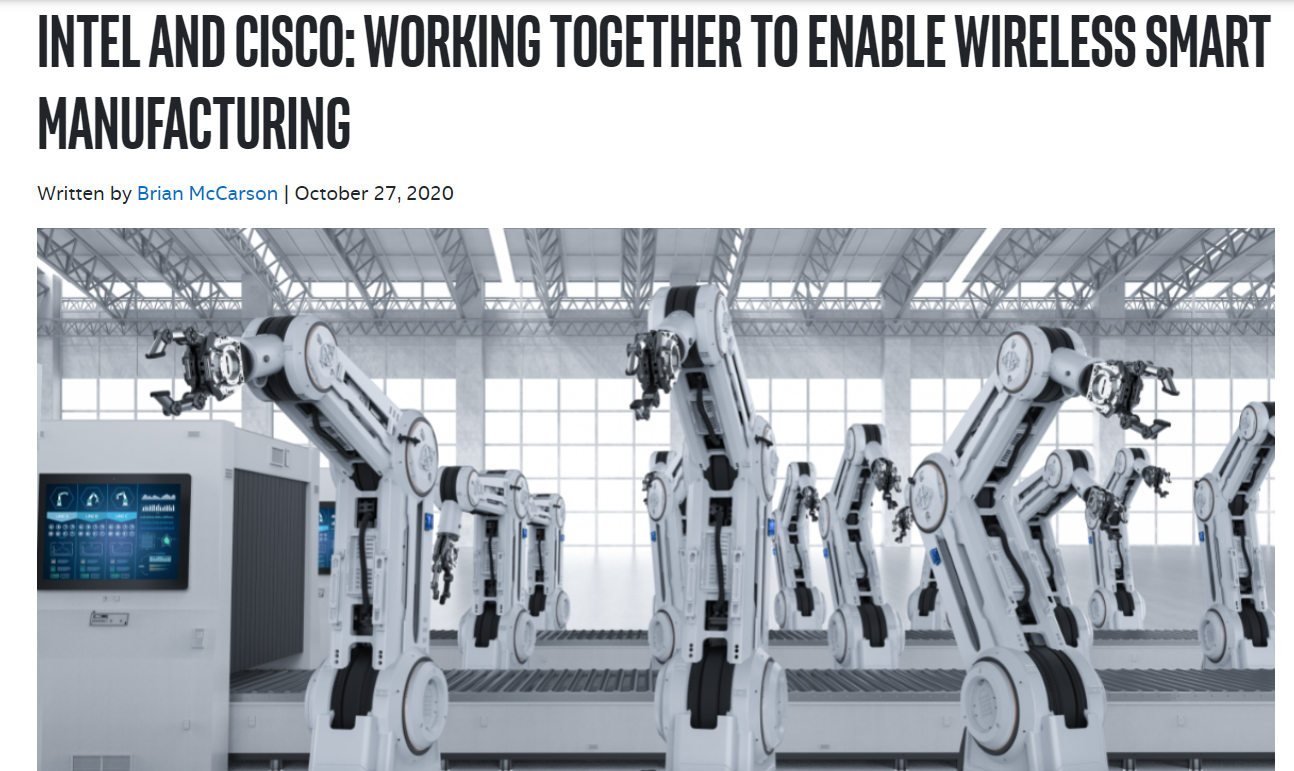 INTEL AND CISCO: WORKING TOGETHER TO ENABLE WIRELESS SMART
MANUFACTURING
Written by Brian McCarson | October 27, 2020